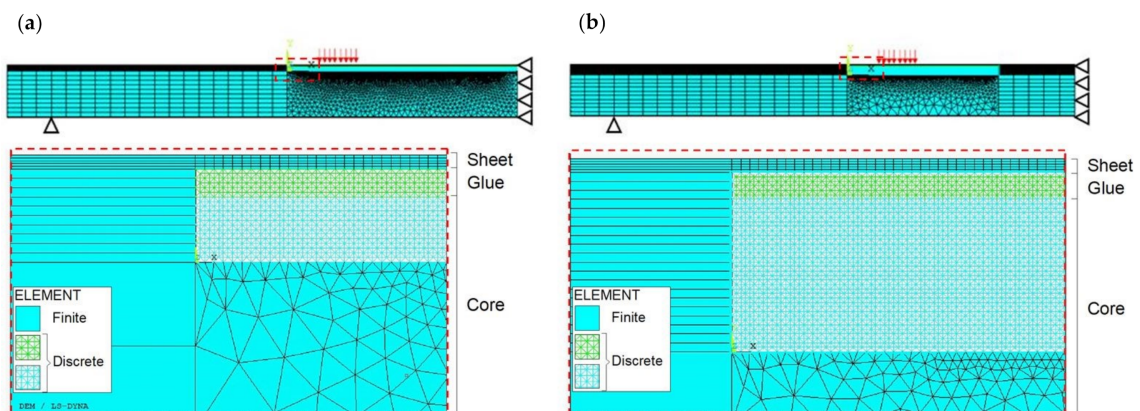 (a)
Y
X
Sheet
Glue
Core
X
ELEMENT
Finite
Discrete
DEM / LS-DYNA
(b)
Y
X
Sheet
Glue
Core
X
ELEMENT
Finite
Discrete